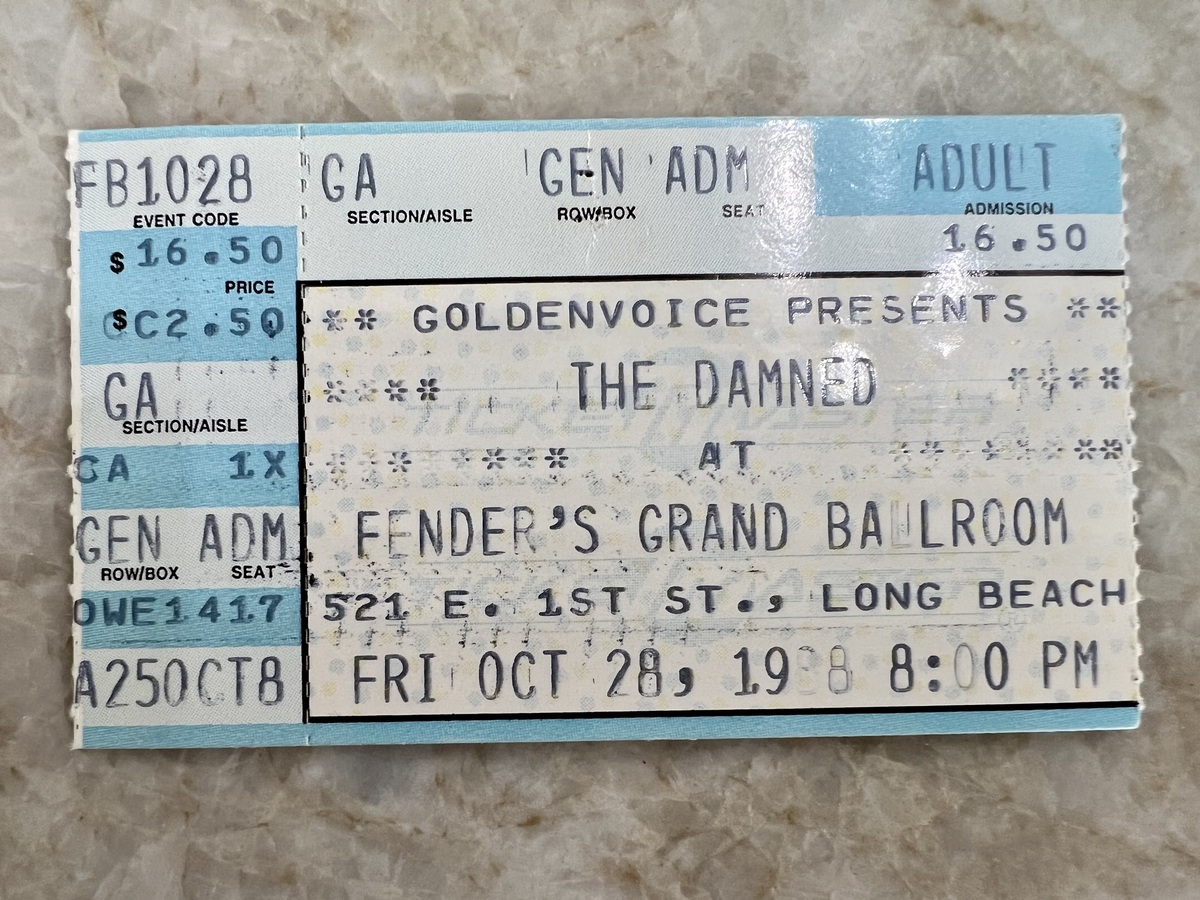 FB1028
EVENT CODE
$ 16.50
PRICE
$C2.50
GA
SECTION/AISLE
CA 1X
GEN ADM
ROW/BOX SEAT
OWE1417
A25OCT8
GA GEN ADM ADULT
SECTION/AISLE ROW/BOX SEAT ADMISSION
16.50
** GOLDENVOICE PRESENTS **
**** THE DAMNED ****
******* AT *******
FENDER'S GRAND BALLROOM
521 E. 1ST ST., LONG BEACH
FRI OCT 28, 1988 8:00 PM